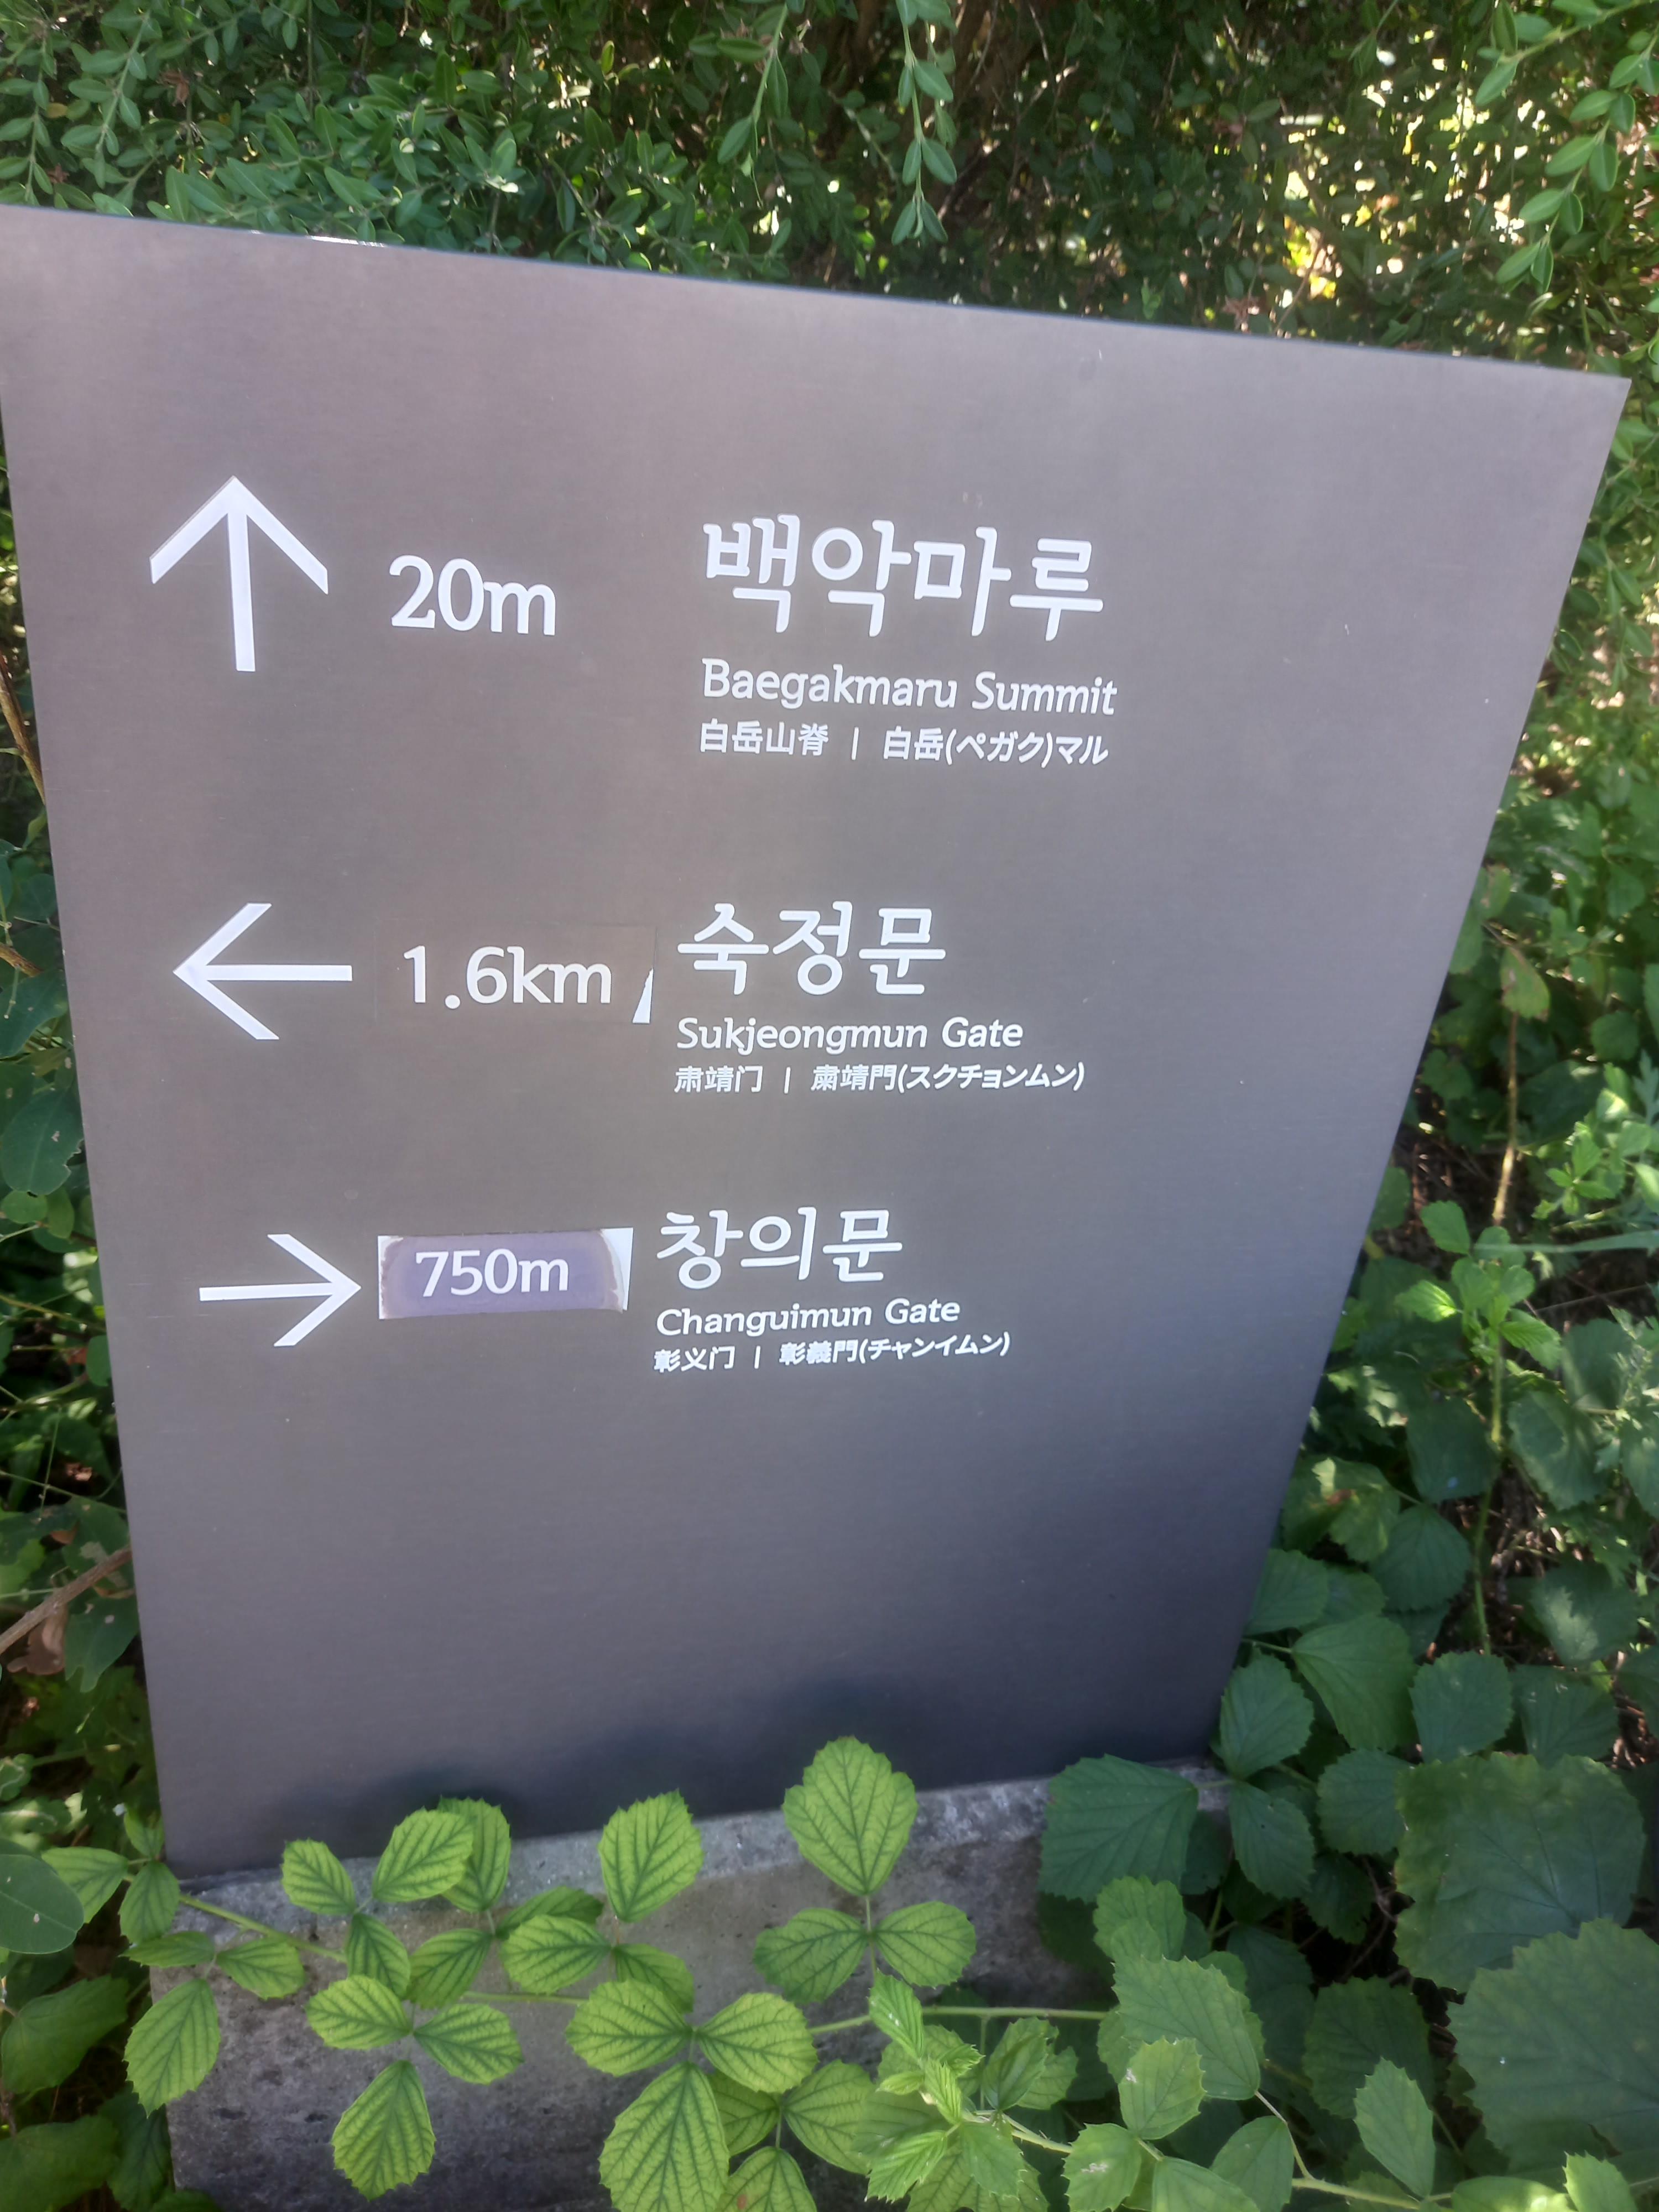 ↑ 20m 백악마루
Baegakmaru Summit
白岳山脊 | 白岳(ペガク)マル
← 1.6km 숙정문
Sukjeongmun Gate
肃靖门 | 粛靖門(スクチョンムン)
→ 750m 창의문
Changuimun Gate
彰义门 | 彰義門(チャンイムン)